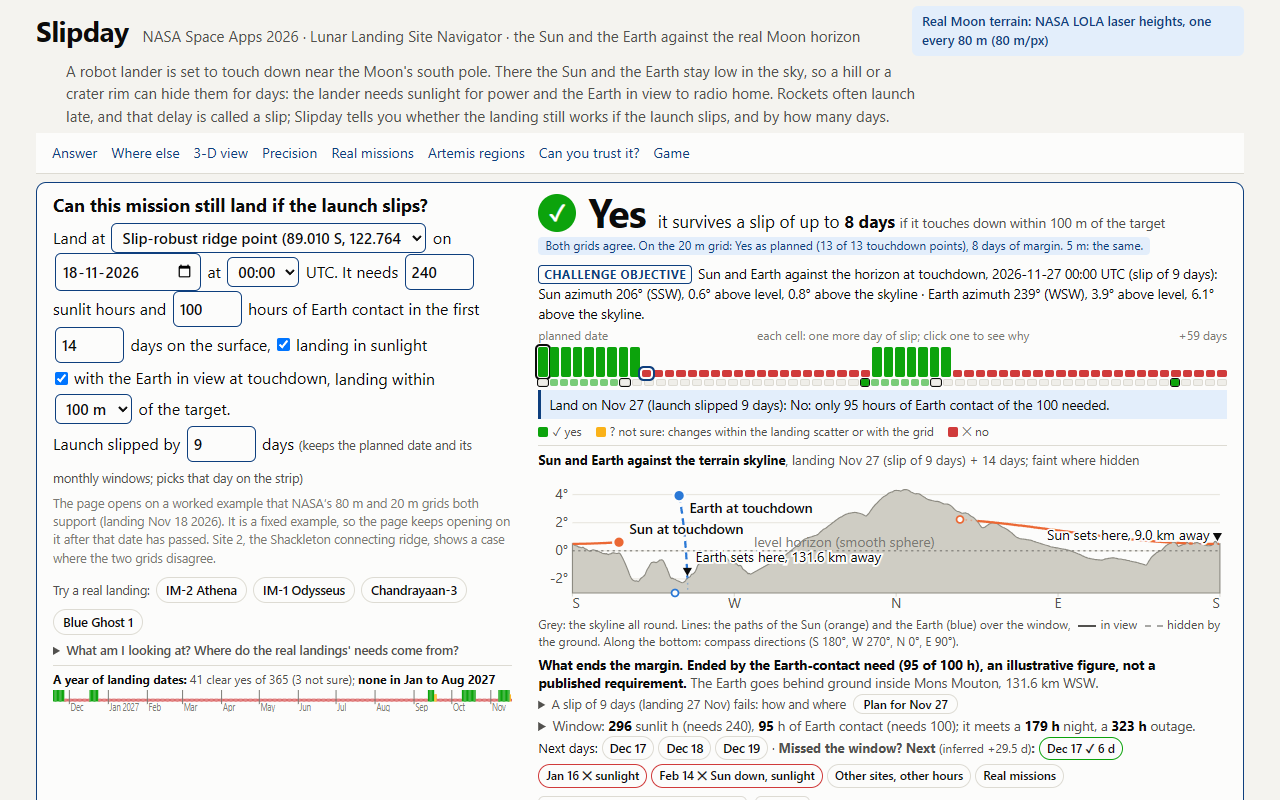 Slipday NASA Space Apps 2026 · Lunar Landing Site Navigator · the Sun and the Earth against the real Moon horizon
Real Moon terrain: NASA LOLA laser heights, one
every 80 m (80 m/px)
A robot lander is set to touch down near the Moon's south pole. There the Sun and the Earth stay low in the sky, so a hill or a
crater rim can hide them for days: the lander needs sunlight for power and the Earth in view to radio home. Rockets often launch
late, and that delay is called a slip; Slipday tells you whether the landing still works if the launch slips, and by how many days.
Answer Where else 3-D view Precision Real missions Artemis regions Can you trust it? Game
Can this mission still land if the launch slips?
Land at Slip-robust ridge point (89.010 S, 122.764 on
18-11-2026 at 00:00 UTC. It needs 240
sunlit hours and 100 hours of Earth contact in the first
14 days on the surface, landing in sunlight
with the Earth in view at touchdown, landing within
100 m of the target.
Launch slipped by 9 days (keeps the planned date and its
monthly windows; picks that day on the strip)
The page opens on a worked example that NASA's 80 m and 20 m grids both
support (landing Nov 18 2026). It is a fixed example, so the page keeps opening on
it after that date has passed. Site 2, the Shackleton connecting ridge, shows a case
where the two grids disagree.
Try a real landing: IM-2 Athena IM-1 Odysseus Chandrayaan-3
Blue Ghost 1
▶ What am I looking at? Where do the real landings' needs come from?
A year of landing dates: 41 clear yes of 365 (3 not sure); none in Jan to Aug 2027
Dec Jan 2027 Feb Mar Apr May Jun Jul Aug Sep Oct Nov
✓ Yes it survives a slip of up to 8 days if it touches down within 100 m of the target
Both grids agree. On the 20 m grid: Yes as planned (13 of 13 touchdown points), 8 days of margin. 5 m: the same.
CHALLENGE OBJECTIVE Sun and Earth against the horizon at touchdown, 2026-11-27 00:00 UTC (slip of 9 days):
Sun azimuth 206° (SSW), 0.6° above level, 0.8° above the skyline · Earth azimuth 239° (WSW), 3.9° above level, 6.1°
above the skyline.
planned date each cell: one more day of slip; click one to see why +59 days
Land on Nov 27 (launch slipped 9 days): No: only 95 hours of Earth contact of the 100 needed.
✓ yes ? not sure: changes within the landing scatter or with the grid ✕ no
Sun and Earth against the terrain skyline, landing Nov 27 (slip of 9 days) + 14 days; faint where hidden
4°
Earth at touchdown
2°
Sun at touchdown
Sun sets here, 9.0 km away
level horizon (smooth sphere)
0°
Earth sets here, 131.6 km away
-2°
S W N E S
Grey: the skyline all round. Lines: the paths of the Sun (orange) and the Earth (blue) over the window, in view hidden by
the ground. Along the bottom: compass directions (S 180°, W 270°, N 0°, E 90°).
What ends the margin. Ended by the Earth-contact need (95 of 100 h), an illustrative figure, not a
published requirement. The Earth goes behind ground inside Mons Mouton, 131.6 km WSW.
▶ A slip of 9 days (landing 27 Nov) fails: how and where Plan for Nov 27
▶ Window: 296 sunlit h (needs 240), 95 h of Earth contact (needs 100); it meets a 179 h night, a 323 h outage.
Next days: Dec 17 Dec 18 Dec 19 · Missed the window? Next (inferred +29.5 d): Dec 17 ✓ 6 d
Jan 16 ✕ sunlight Feb 14 ✕ Sun down, sunlight Other sites, other hours Real missions